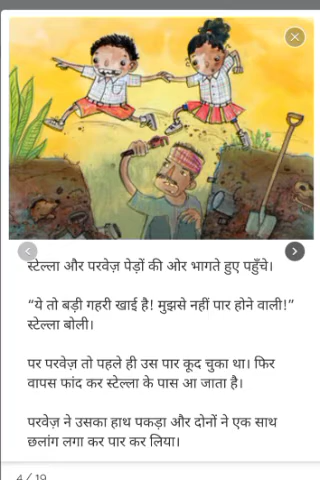 स्टेल्ला और परवेज़ पेड़ों की ओर भागते हुए पहुँचे।
“ये तो बड़ी गहरी खाई है! मुझसे नहीं पार होने वाली!”
स्टेल्ला बोली।
पर परवेज़ तो पहले ही उस पार कूद चुका था। फिर
वापस फांद कर स्टेल्ला के पास आ जाता है।
परवेज़ ने उसका हाथ पकड़ा और दोनों ने एक साथ
छलांग लगा कर पार कर लिया।
4 / 19